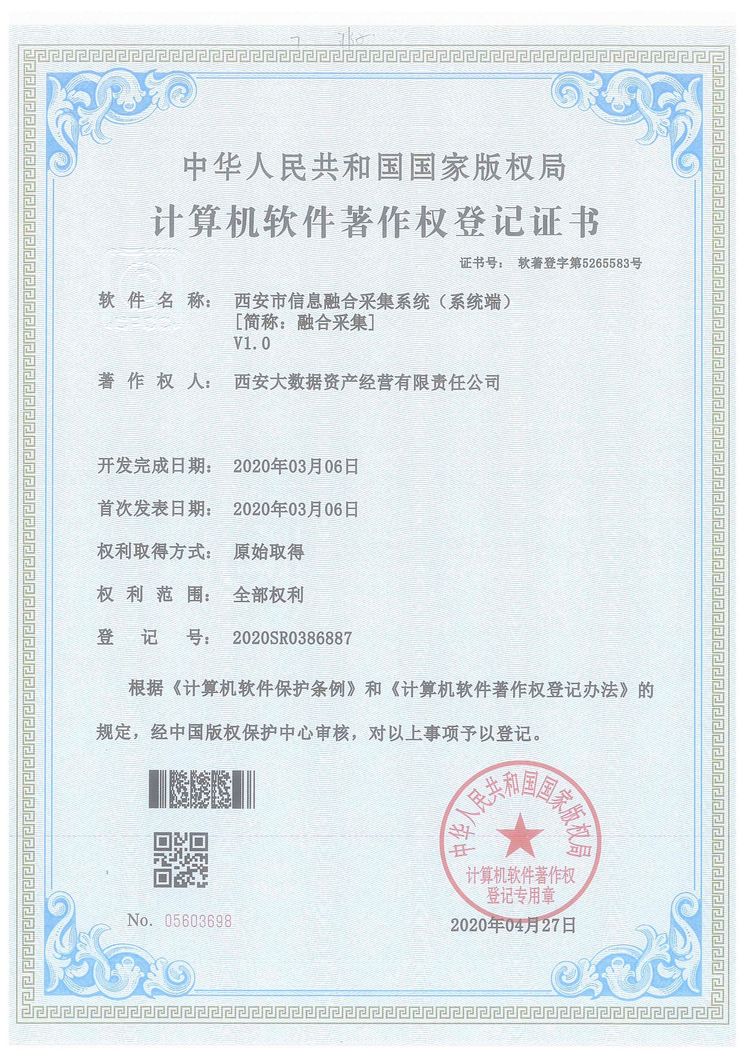 中华人民共和国国家版权局
计算机软件著作权登记证书
证书号： 软著登字第5265583号
软件名称： 西安市信息融合采集系统（系统端）
[简称：融合采集]
V1.0
著作权人： 西安大数据资产经营有限责任公司
开发完成日期： 2020年03月06日
首次发表日期： 2020年03月06日
权利取得方式： 原始取得
权利范围： 全部权利
登记号： 2020SR0386887
根据《计算机软件保护条例》和《计算机软件著作权登记办法》的
规定，经中国版权保护中心审核，对以上事项予以登记。
中华人民共和国国家版权局
计算机软件著作权
登记专用章
No. 05603698
2020年04月27日